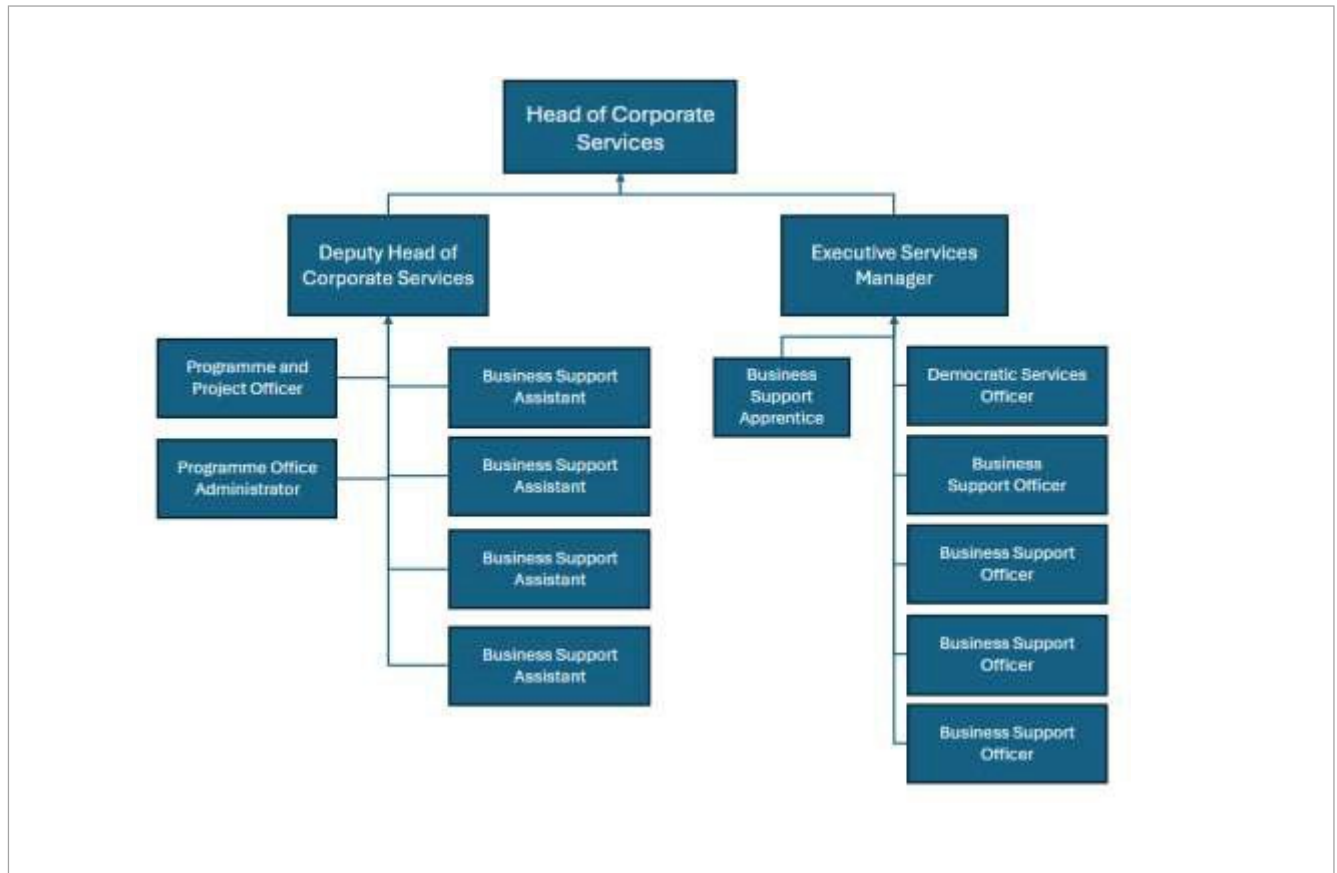 Head of Corporate
Services
Deputy Head of
Corporate Services
Executive Services
Manager
Programme and
Project Officer
Programme Office
Administrator
Business Support
Assistant
Business Support
Assistant
Business Support
Assistant
Business Support
Assistant
Business
Support
Apprentice
Democratic Services
Officer
Business
Support Officer
Business Support
Officer
Business Support
Officer
Business Support
Officer